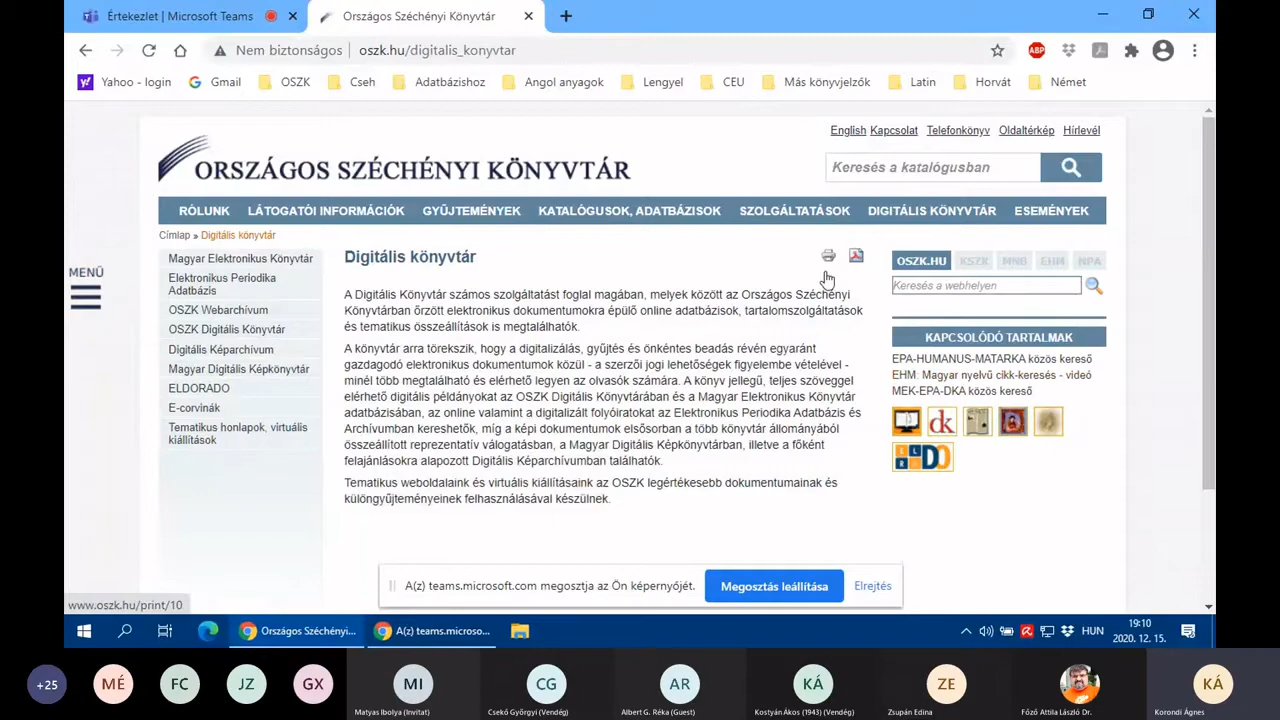 Értekezlet | Microsoft Teams
Országos Széchényi Könyvtár
Nem biztonságos
oszk.hu/digitalis_konyvtar
ABP
Yahoo - login
Gmail
OSZK
Cseh
Adatbázishoz
Angol anyagok
Lengyel
CEU
Más könyvjelzők
Latin
Horvát
Német
English Kapcsolat Telefonkönyv Oldaltérkép Hírlevél
ORSZÁGOS SZÉCHÉNYI KÖNYVTÁR
Keresés a katalógusban
RÓLUNK LÁTOGATÓI INFORMÁCIÓK GYŰJTEMÉNYEK KATALÓGUSOK, ADATBÁZISOK SZOLGÁLTATÁSOK DIGITÁLIS KÖNYVTÁR ESEMÉNYEK
Címlap » Digitális könyvtár
MENÜ
Magyar Elektronikus Könyvtár
Elektronikus Periodika
Adatbázis
OSZK Webarchívum
OSZK Digitális Könyvtár
Digitális Képarchívum
Magyar Digitális Képkönyvtár
ELDORADO
E-corvinák
Tematikus honlapok, virtuális
kiállítások
Digitális könyvtár
A Digitális Könyvtár számos szolgáltatást foglal magában, melyek között az Országos Széchényi
Könyvtárban őrzött elektronikus dokumentumokra épülő online adatbázisok, tartalomszolgáltatások
és tematikus összeállítások is megtalálhatók.
A könyvtár arra törekszik, hogy a digitalizálás, gyűjtés és önkéntes beadás révén egyaránt
gazdagodó elektronikus dokumentumok közül - a szerzői jogi lehetőségek figyelembe vételével -
minél több megtalálható és elérhető legyen az olvasók számára. A könyv jellegű, teljes szöveggel
elérhető digitális példányokat az OSZK Digitális Könyvtárában és a Magyar Elektronikus Könyvtár
adatbázisában, az online valamint a digitalizált folyóiratokat az Elektronikus Periodika Adatbázis és
Archívumban kereshetők, míg a képi dokumentumok elsősorban a több könyvtár állományából
összeállított reprezentatív válogatásban, a Magyar Digitális Képkönyvtárban, illetve a főként
felajánlásokra alapozott Digitális Képarchívumban találhatók.
Tematikus weboldalaink és virtuális kiállításaink az OSZK legértékesebb dokumentumainak és
különgyűjteményeinek felhasználásával készülnek.
OSZK.HU KSZK MNB EHM NPA
Keresés a webhelyen
KAPCSOLÓDÓ TARTALMAK
EPA-HUMANUS-MATARKA közös kereső
EHM: Magyar nyelvű cikk-keresés - videó
MEK-EPA-DKA közös kereső
dk
A(z) teams.microsoft.com megosztja az Ön képernyőjét.
Megosztás leállítása
Elrejtés
www.oszk.hu/print/10
Országos Széchényi...
A(z) teams.microso...
HUN
19:10
2020. 12. 15.
+25
MÉ
FC
JZ
GX
MI
CG
AR
KÁ
ZE
KÁ
Matyas Ibolya (Invitat)
Csekő Györgyi (Vendég)
Albert G. Réka (Guest)
Kostyán Ákos (1943) (Vendég)
Zsupán Edina
Főző Attila László Dr.
Korondi Ágnes